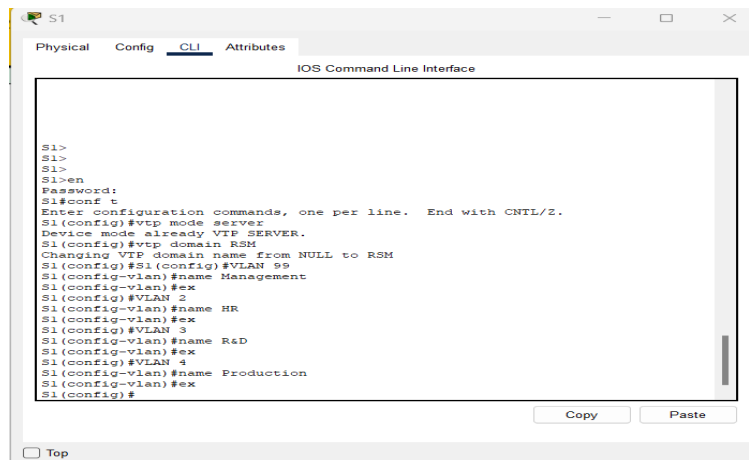 S1
Physical Config CLI Attributes
IOS Command Line Interface
S1>
S1>
S1>
S1>en
Password:
S1#conf t
Enter configuration commands, one per line.  End with CNTL/Z.
S1(config)#vtp mode server
Device mode already VTP SERVER.
S1(config)#vtp domain RSM
Changing VTP domain name from NULL to RSM
S1(config)#S1(config)#VLAN 99
S1(config-vlan)#name Management
S1(config-vlan)#ex
S1(config)#VLAN 2
S1(config-vlan)#name HR
S1(config-vlan)#ex
S1(config)#VLAN 3
S1(config-vlan)#name R&D
S1(config-vlan)#ex
S1(config)#VLAN 4
S1(config-vlan)#name Production
S1(config-vlan)#ex
S1(config)#
Copy Paste
Top